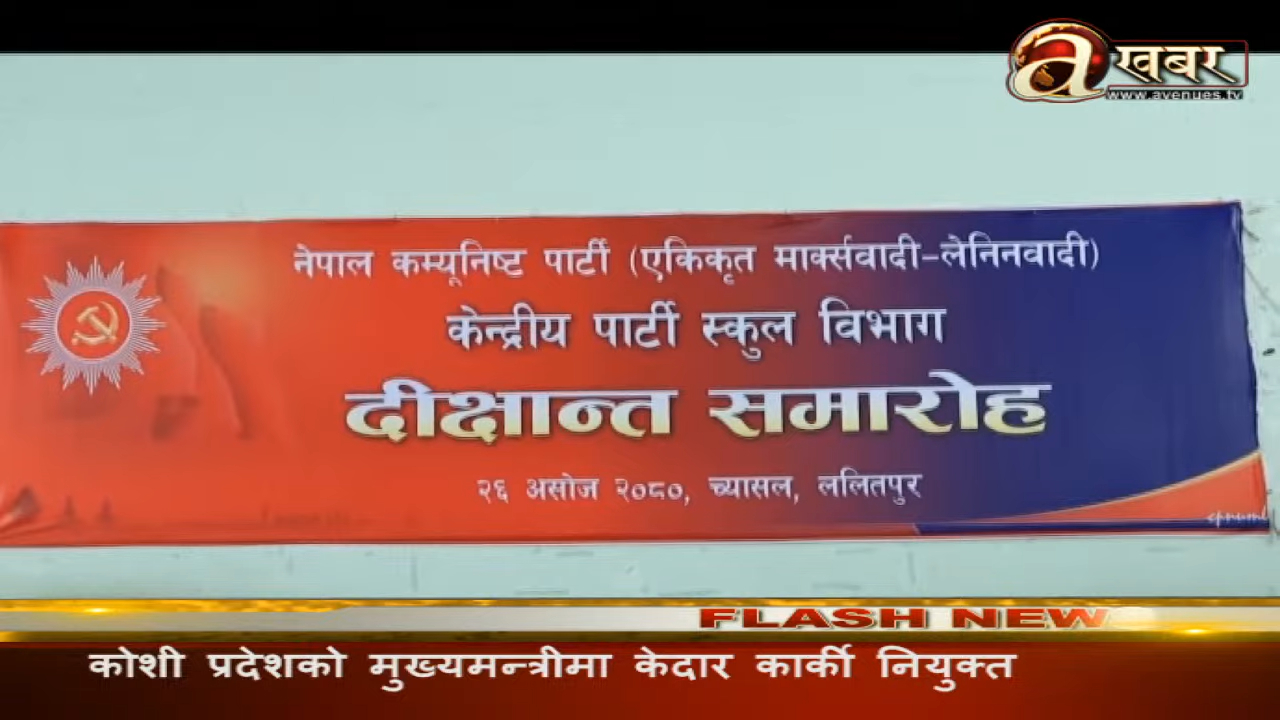 a खबर
www.avenues.tv
नेपाल कम्यूनिष्ट पार्टी (एकिकृत मार्क्सवादी-लेनिनवादी)
केन्द्रीय पार्टी स्कुल विभाग
दीक्षान्त समारोह
२६ असोज २०८०, च्यासल, ललितपुर
FLASH NEW
कोशी प्रदेशको मुख्यमन्त्रीमा केदार कार्की नियुक्त